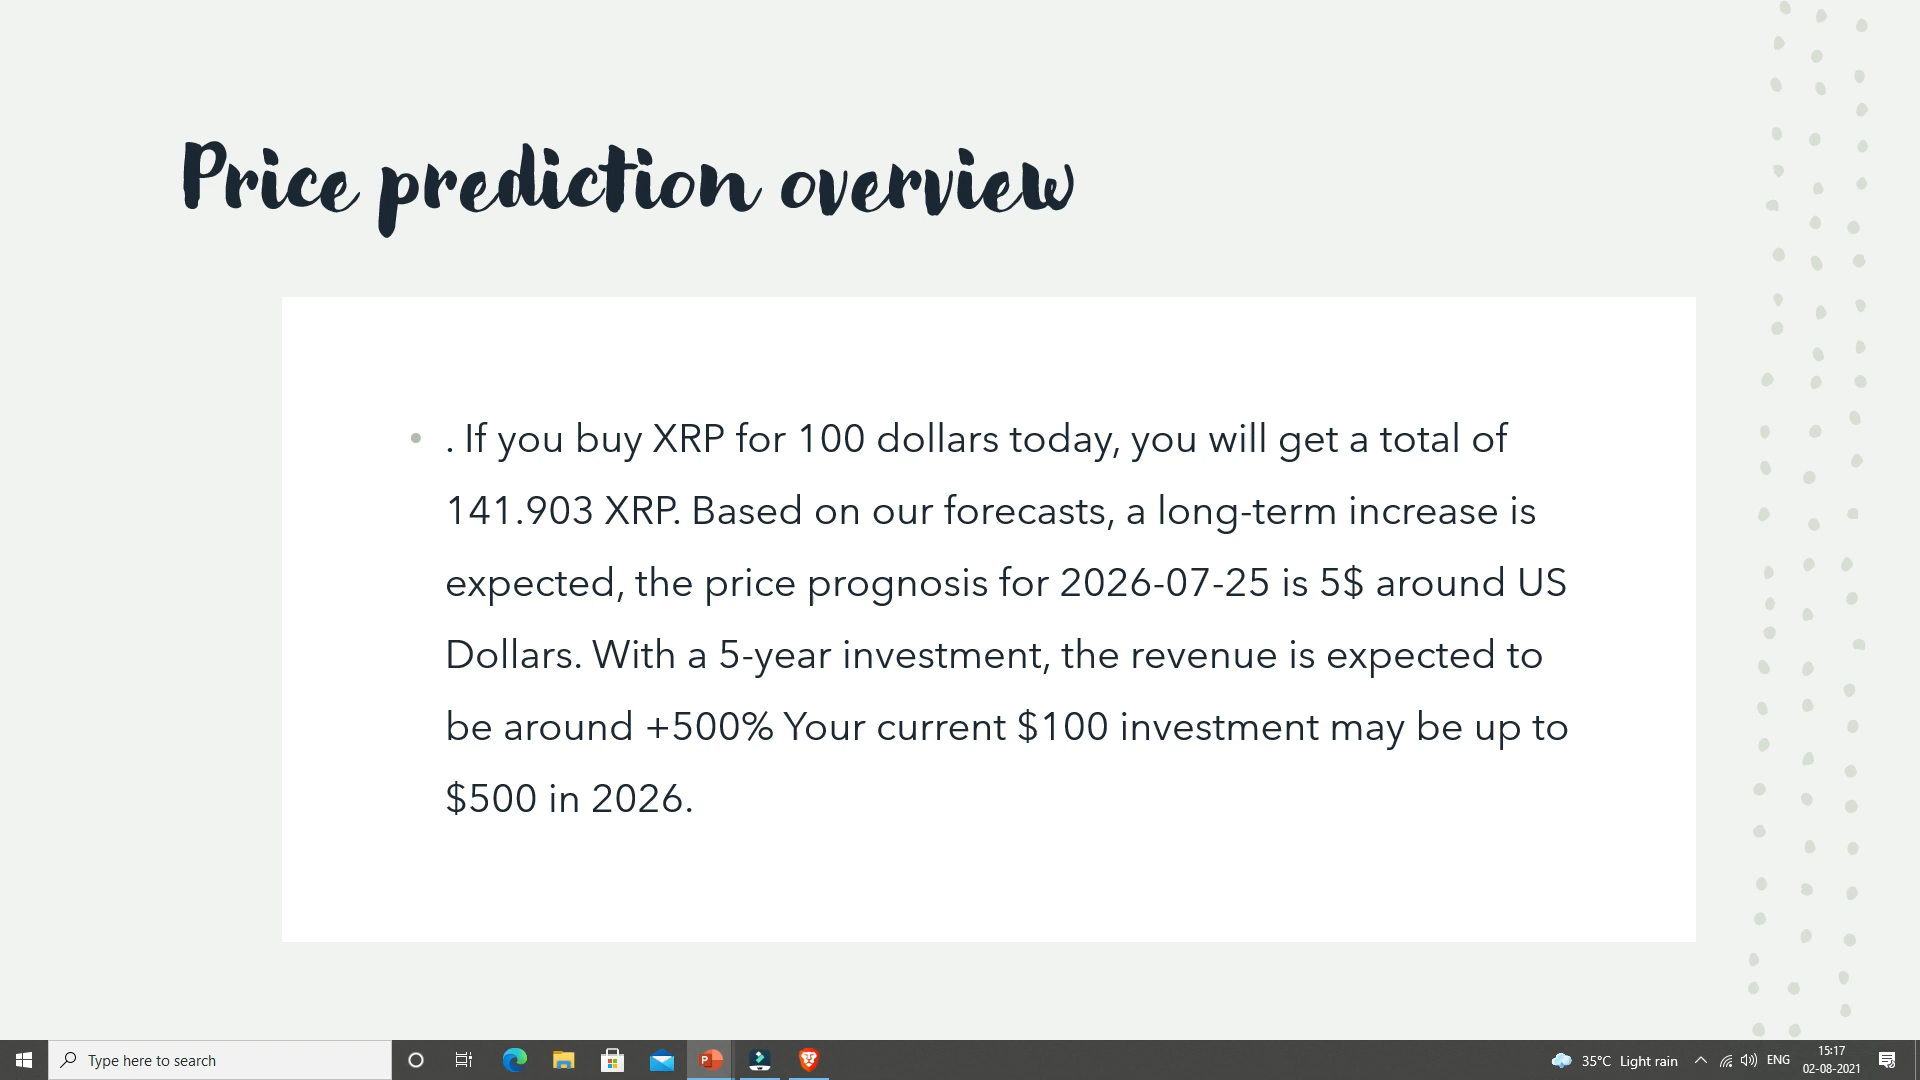 Price prediction overview
• . If you buy XRP for 100 dollars today, you will get a total of
141.903 XRP. Based on our forecasts, a long-term increase is
expected, the price prognosis for 2026-07-25 is 5$ around US
Dollars. With a 5-year investment, the revenue is expected to
be around +500% Your current $100 investment may be up to
$500 in 2026.
Type here to search
35°C Light rain
ENG
15:17
02-08-2021